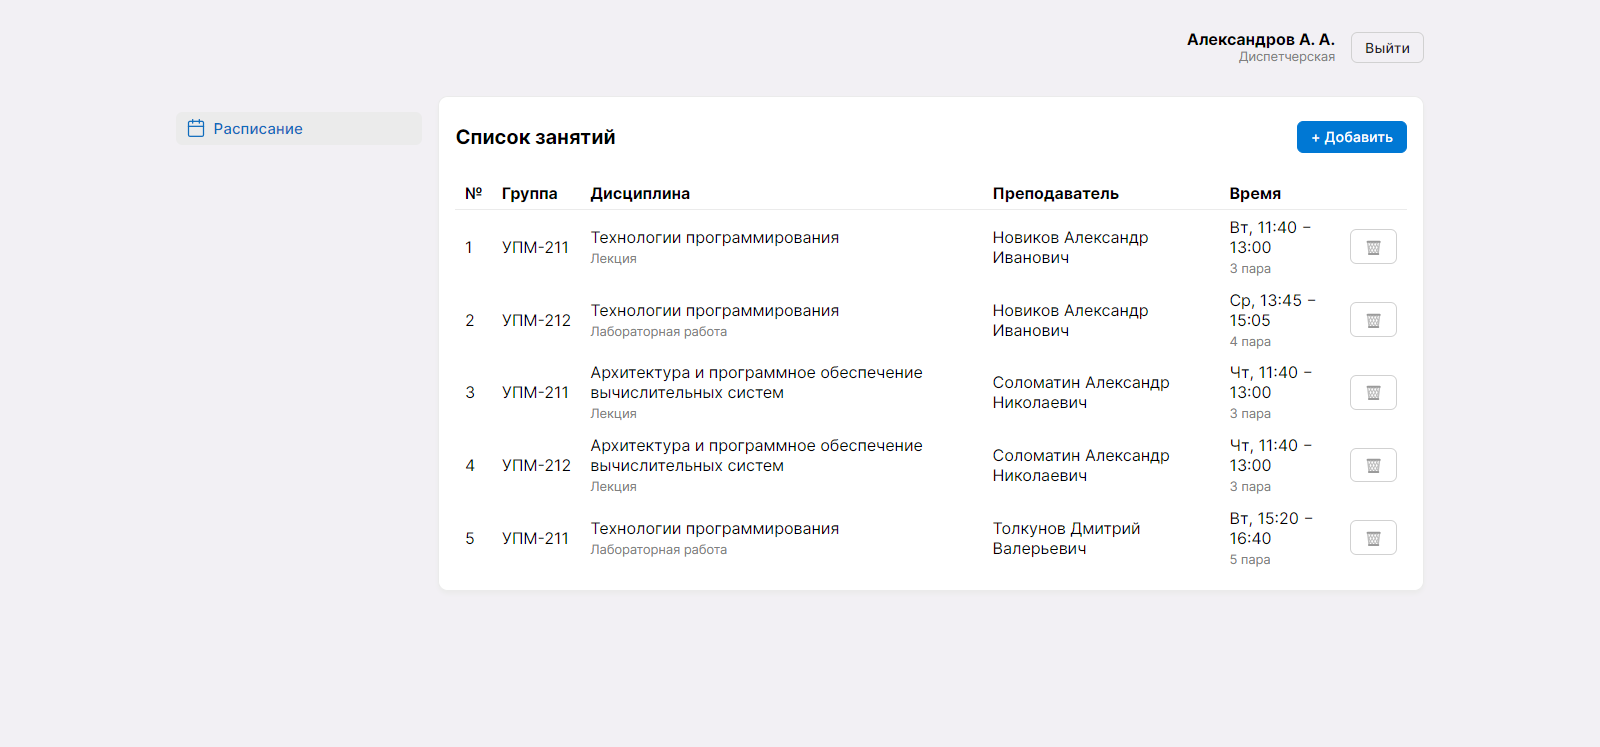 Александров А. А.
Диспетчерская
Выйти
Расписание
Список занятий
+ Добавить
№ Группа Дисциплина Преподаватель Время
1 УПМ-211 Технологии программирования
Лекция
Новиков Александр
Иванович
Вт, 11:40 –
13:00
3 пара
2 УПМ-212 Технологии программирования
Лабораторная работа
Новиков Александр
Иванович
Ср, 13:45 –
15:05
4 пара
3 УПМ-211 Архитектура и программное обеспечение
вычислительных систем
Лекция
Соломатин Александр
Николаевич
Чт, 11:40 –
13:00
3 пара
4 УПМ-212 Архитектура и программное обеспечение
вычислительных систем
Лекция
Соломатин Александр
Николаевич
Чт, 11:40 –
13:00
3 пара
5 УПМ-211 Технологии программирования
Лабораторная работа
Толкунов Дмитрий
Валерьевич
Вт, 15:20 –
16:40
5 пара